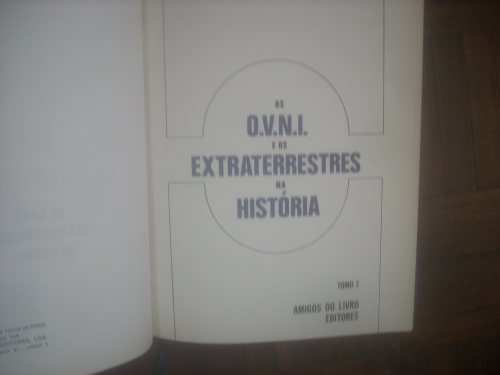 OS
O.V.N.I.
E OS
EXTRATERRESTRES
NA
HISTÓRIA
TOMO 2
AMIGOS DO LIVRO
EDITORES